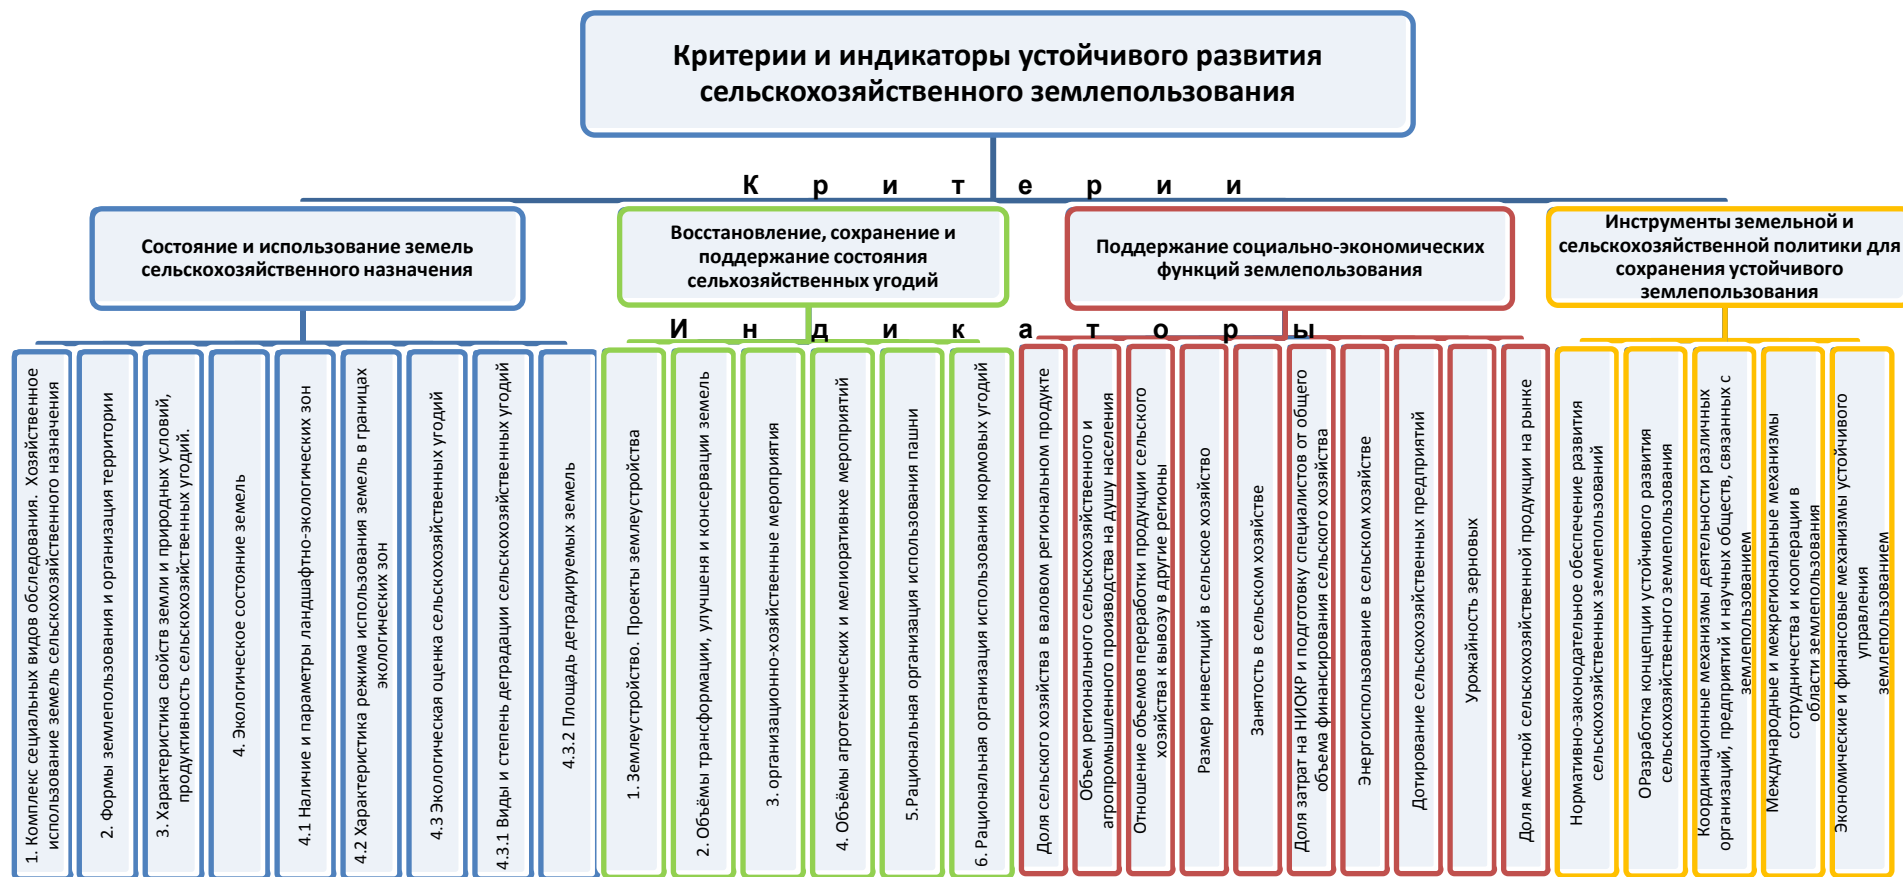 Критерии и индикаторы устойчивого развития
сельскохозяйственного землепользования
К р и т е р и и
Состояние и использование земель
сельскохозяйственного назначения
Восстановление, сохранение и
поддержание состояния
сельхозяйственных угодий
Поддержание социально-экономических
функций землепользования
Инструменты земельной и
сельскохозяйственной политики для
сохранения устойчивого
землепользования
И н д и к а т о р ы
1. Комплекс социальных видов обследования. Хозяйственное
использование земель сельскохозяйственного назначения
2. Формы землепользования и организация территории
3. Характеристика свойств земли и природных условий,
продуктивность сельскохозяйственных угодий.
4. Экологическое состояние земель
4.1 Наличие и параметры ландшафтно-экологических зон
4.2 Характеристика режима использования земель в границах
экологических зон
4.3 Экологическая оценка сельскохозяйственных угодий
4.3.1 Виды и степень деградации сельскохозяйственных угодий
4.3.2 Площадь деградируемых земель
1. Землеустройство. Проекты землеустройства
2. Объёмы трансформации, улучшеня и консервации земель
3. организационно-хозяйственные мероприятия
4. Объёмы агротехнических и мелиоративнхе мероприятий
5.Рациональная организация использования пашни
6. Рациональная организация использования кормовых угодий
Доля сельского хозяйства в валовом региональном продукте
Объем регионального сельскохозяйственного и
агропромышленного производства на душу населения
Отношение объемов переработки продукции сельского
хозяйства к вывозу в другие регионы
Размер инвестиций в сельское хозяйство
Занятость в сельском хозяйстве
Доля затрат на НИОКР и подготовку специалистов от общего
объема финансирования сельского хозяйства
Энергоиспользование в сельском хозяйстве
Дотирование сельскохозяйственных предприятий
Урожайность зерновых
Доля местной сельскохозяйственной продукции на рынке
Нормативно-законодательное обеспечение развития
сельскохозяйственных землепользований
ОРазработка концепции устойчивого развития
сельскохозяйственного землепользования
Координационные механизмы деятельности различных
организаций, предприятий и научных обществ, связанных с
землепользованием
Международные и межрегиональные механизмы
сотрудничества и кооперации в
области землепользования
Экономические и финансовые механизмы устойчивого
управления
землепользованием